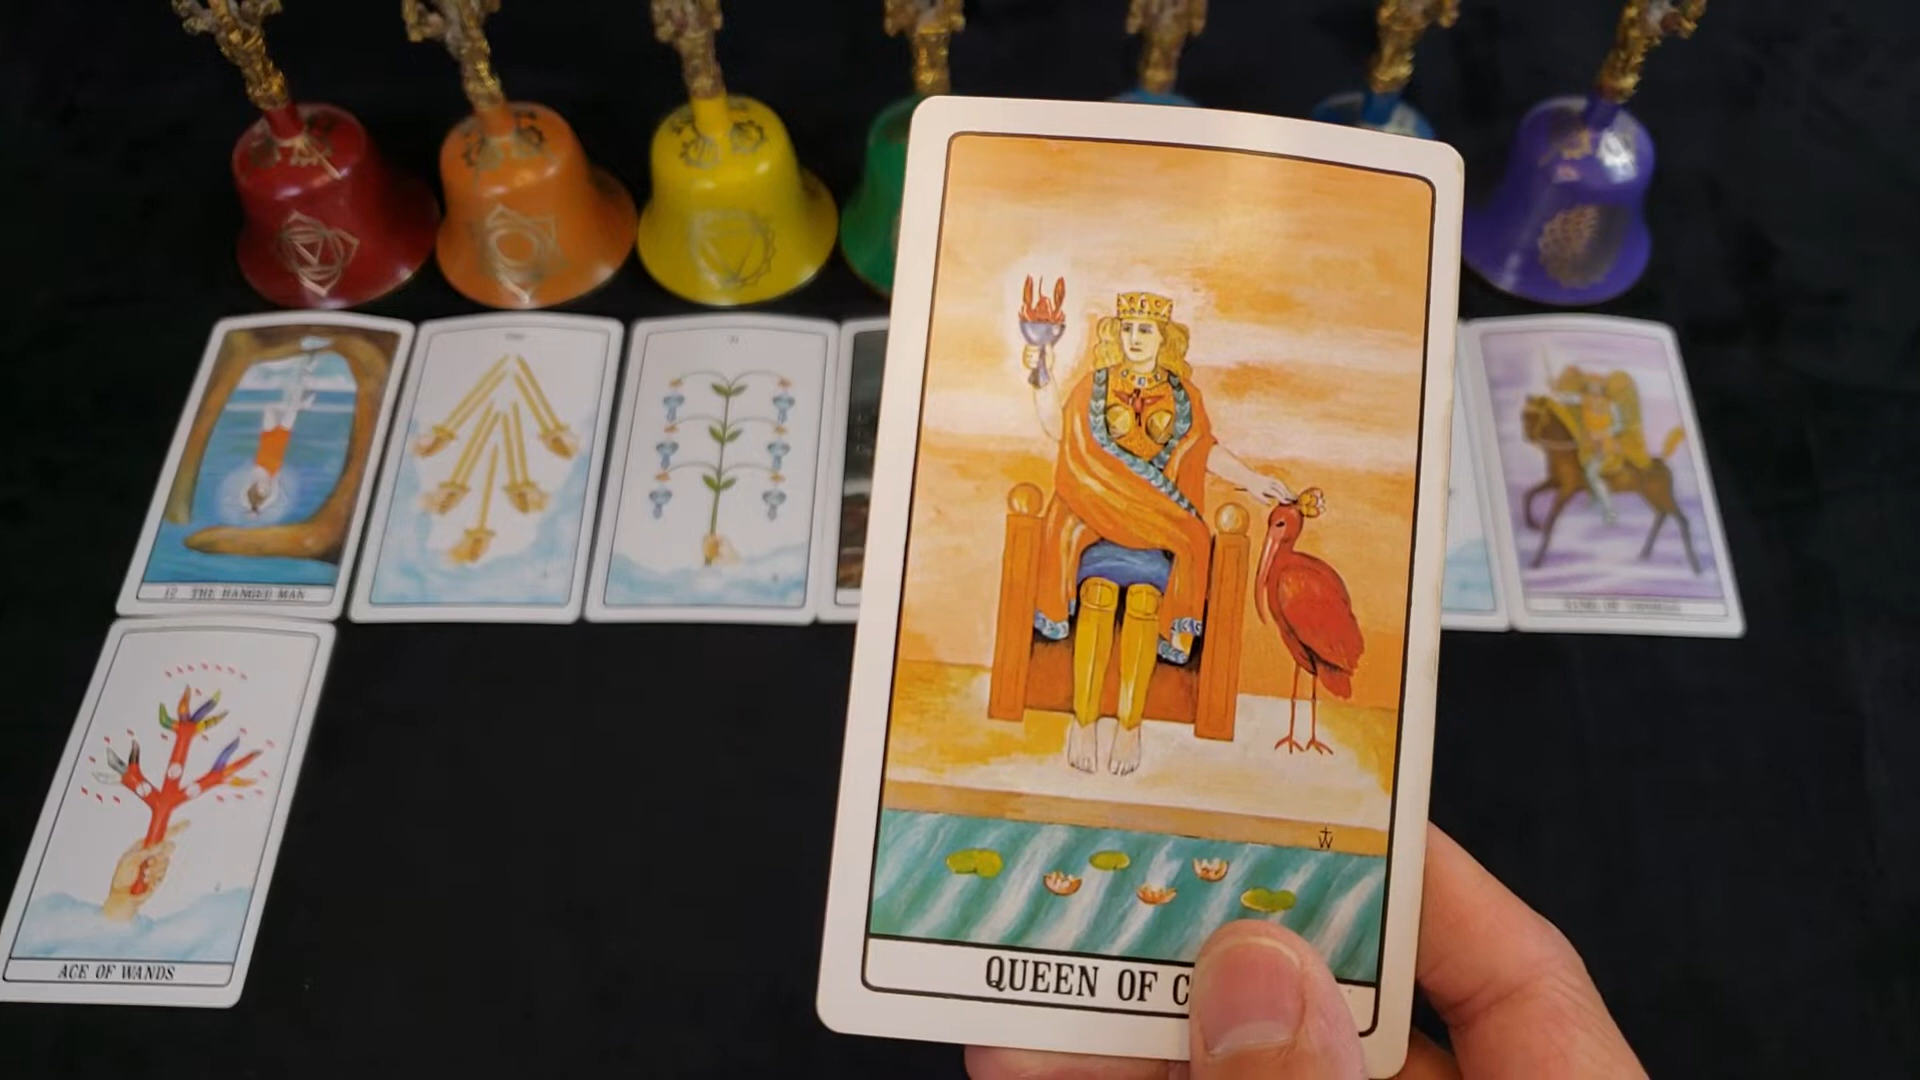 12 THE HANGED MAN
ACE OF WANDS
QUEEN OF C